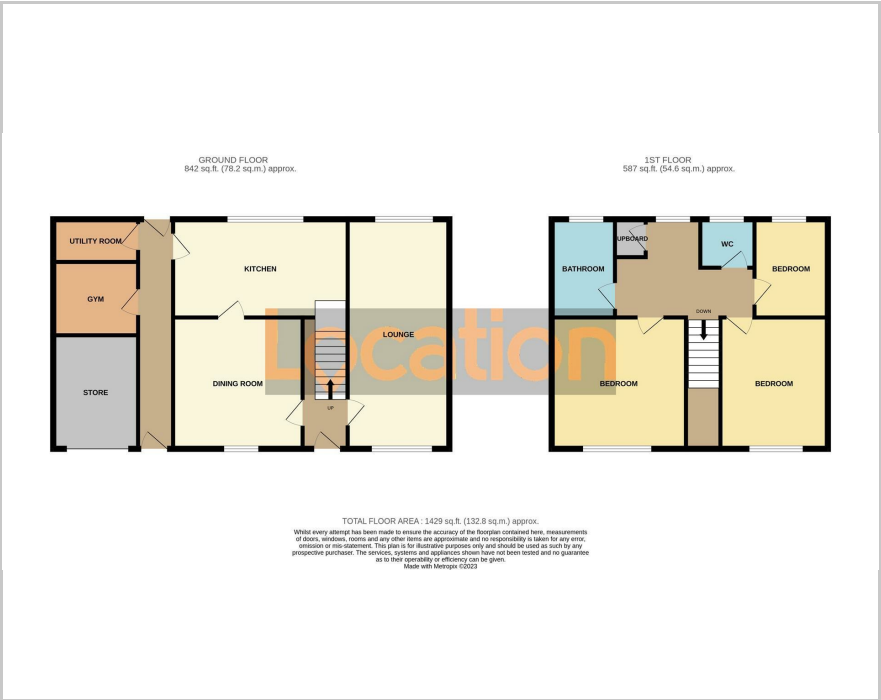 GROUND FLOOR
842 sq.ft. (78.2 sq.m.) approx.
1ST FLOOR
587 sq.ft. (54.6 sq.m.) approx.
UTILITY ROOM
GYM
STORE
KITCHEN
DINING ROOM
UP
LOUNGE
BATHROOM
UPBOARD
WC
BEDROOM
DOWN
BEDROOM
BEDROOM
Location
TOTAL FLOOR AREA : 1429 sq.ft. (132.8 sq.m.) approx.
Whilst every attempt has been made to ensure the accuracy of the floorplan contained here, measurements
of doors, windows, rooms and any other items are approximate and no responsibility is taken for any error,
omission or mis-statement. This plan is for illustrative purposes only and should be used as such by any
prospective purchaser. The services, systems and appliances shown have not been tested and no guarantee
as to their operability or efficiency can be given.
Made with Metropix ©2023